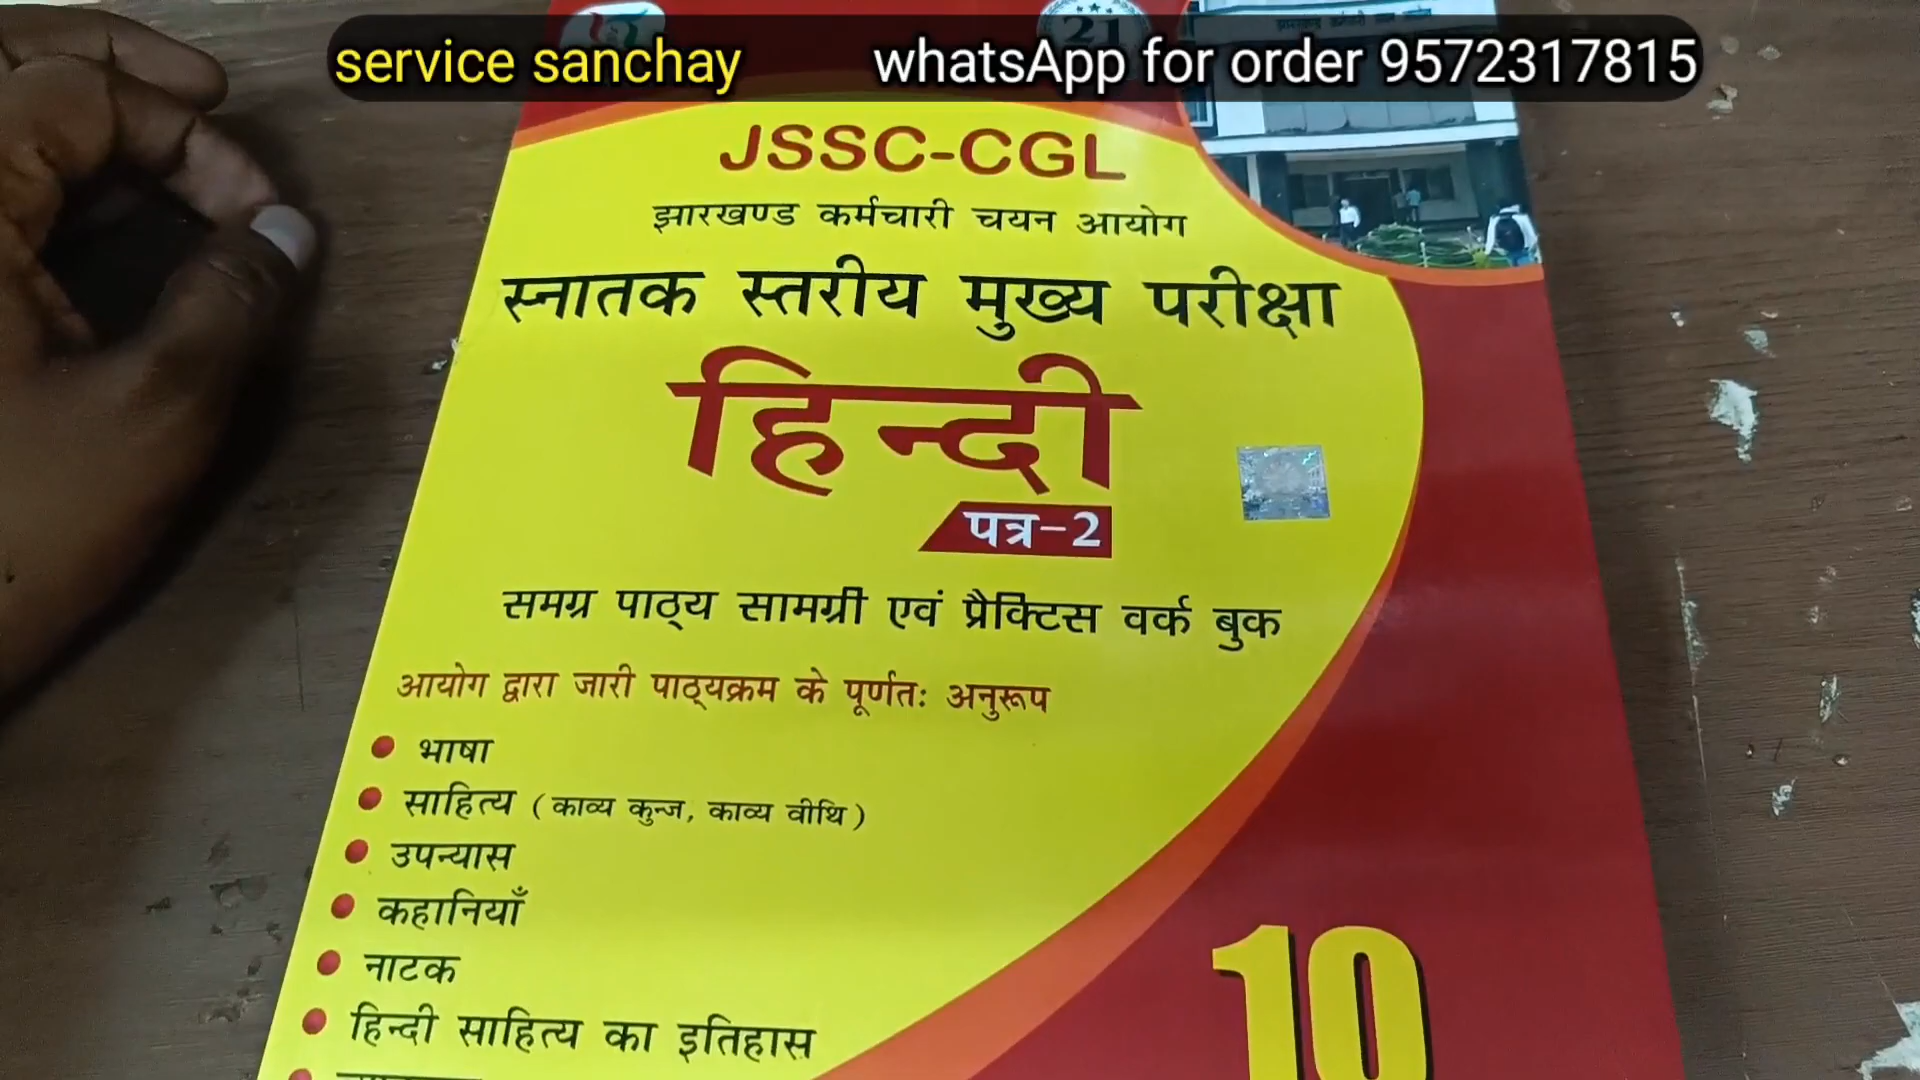 service sanchay whatsApp for order 9572317815
21
JSSC-CGL
झारखण्ड कर्मचारी चयन आयोग
स्नातक स्तरीय मुख्य परीक्षा
हिन्दी
पत्र-2
समग्र पाठ्य सामग्री एवं प्रैक्टिस वर्क बुक
आयोग द्वारा जारी पाठ्यक्रम के पूर्णतः अनुरूप
• भाषा
• साहित्य (काव्य कुन्ज, काव्य वीथि)
• उपन्यास
• कहानियाँ
• नाटक
• हिन्दी साहित्य का इतिहास
10